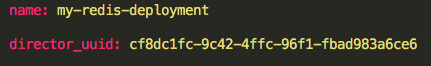 name: my-redis-deployment
director_uuid: cf8dc1fc-9c42-4ffc-96f1-fbad983a6ce6